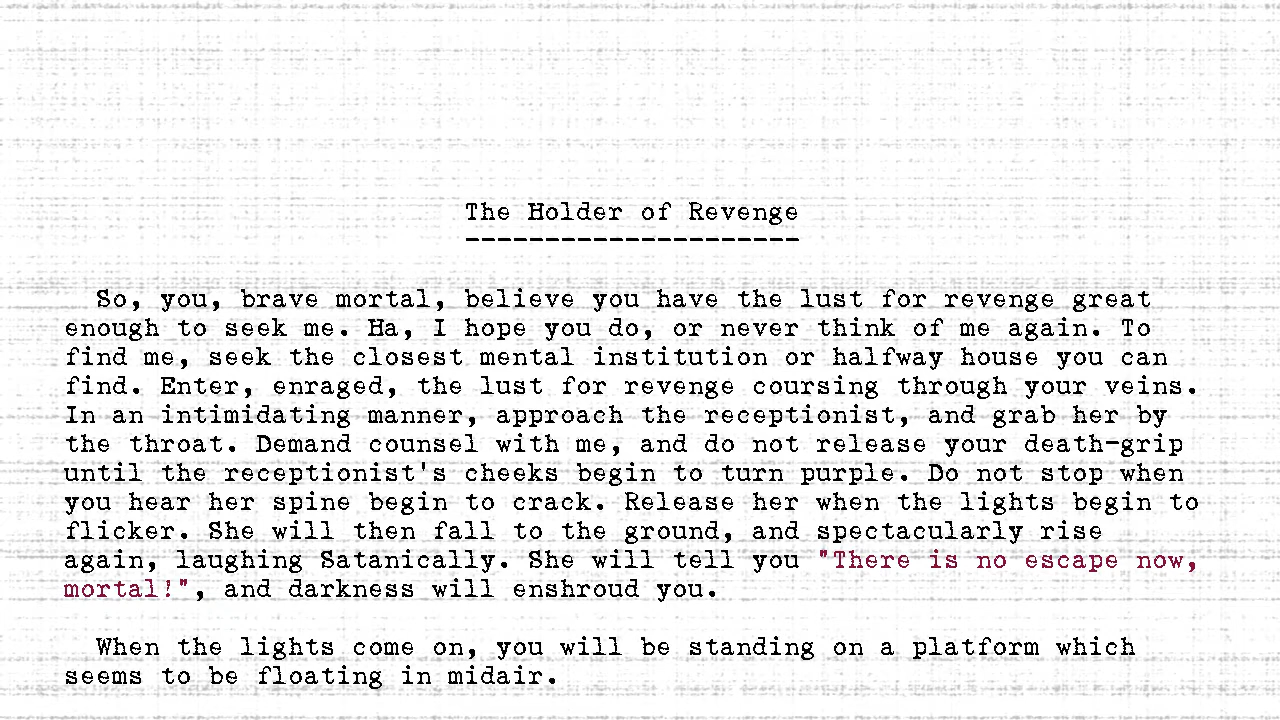 The Holder of Revenge
---------------------
So, you, brave mortal, believe you have the lust for revenge great
enough to seek me. Ha, I hope you do, or never think of me again. To
find me, seek the closest mental institution or halfway house you can
find. Enter, enraged, the lust for revenge coursing through your veins.
In an intimidating manner, approach the receptionist, and grab her by
the throat. Demand counsel with me, and do not release your death-grip
until the receptionist's cheeks begin to turn purple. Do not stop when
you hear her spine begin to crack. Release her when the lights begin to
flicker. She will then fall to the ground, and spectacularly rise
again, laughing Satanically. She will tell you "There is no escape now,
mortal!", and darkness will enshroud you.
When the lights come on, you will be standing on a platform which
seems to be floating in midair.